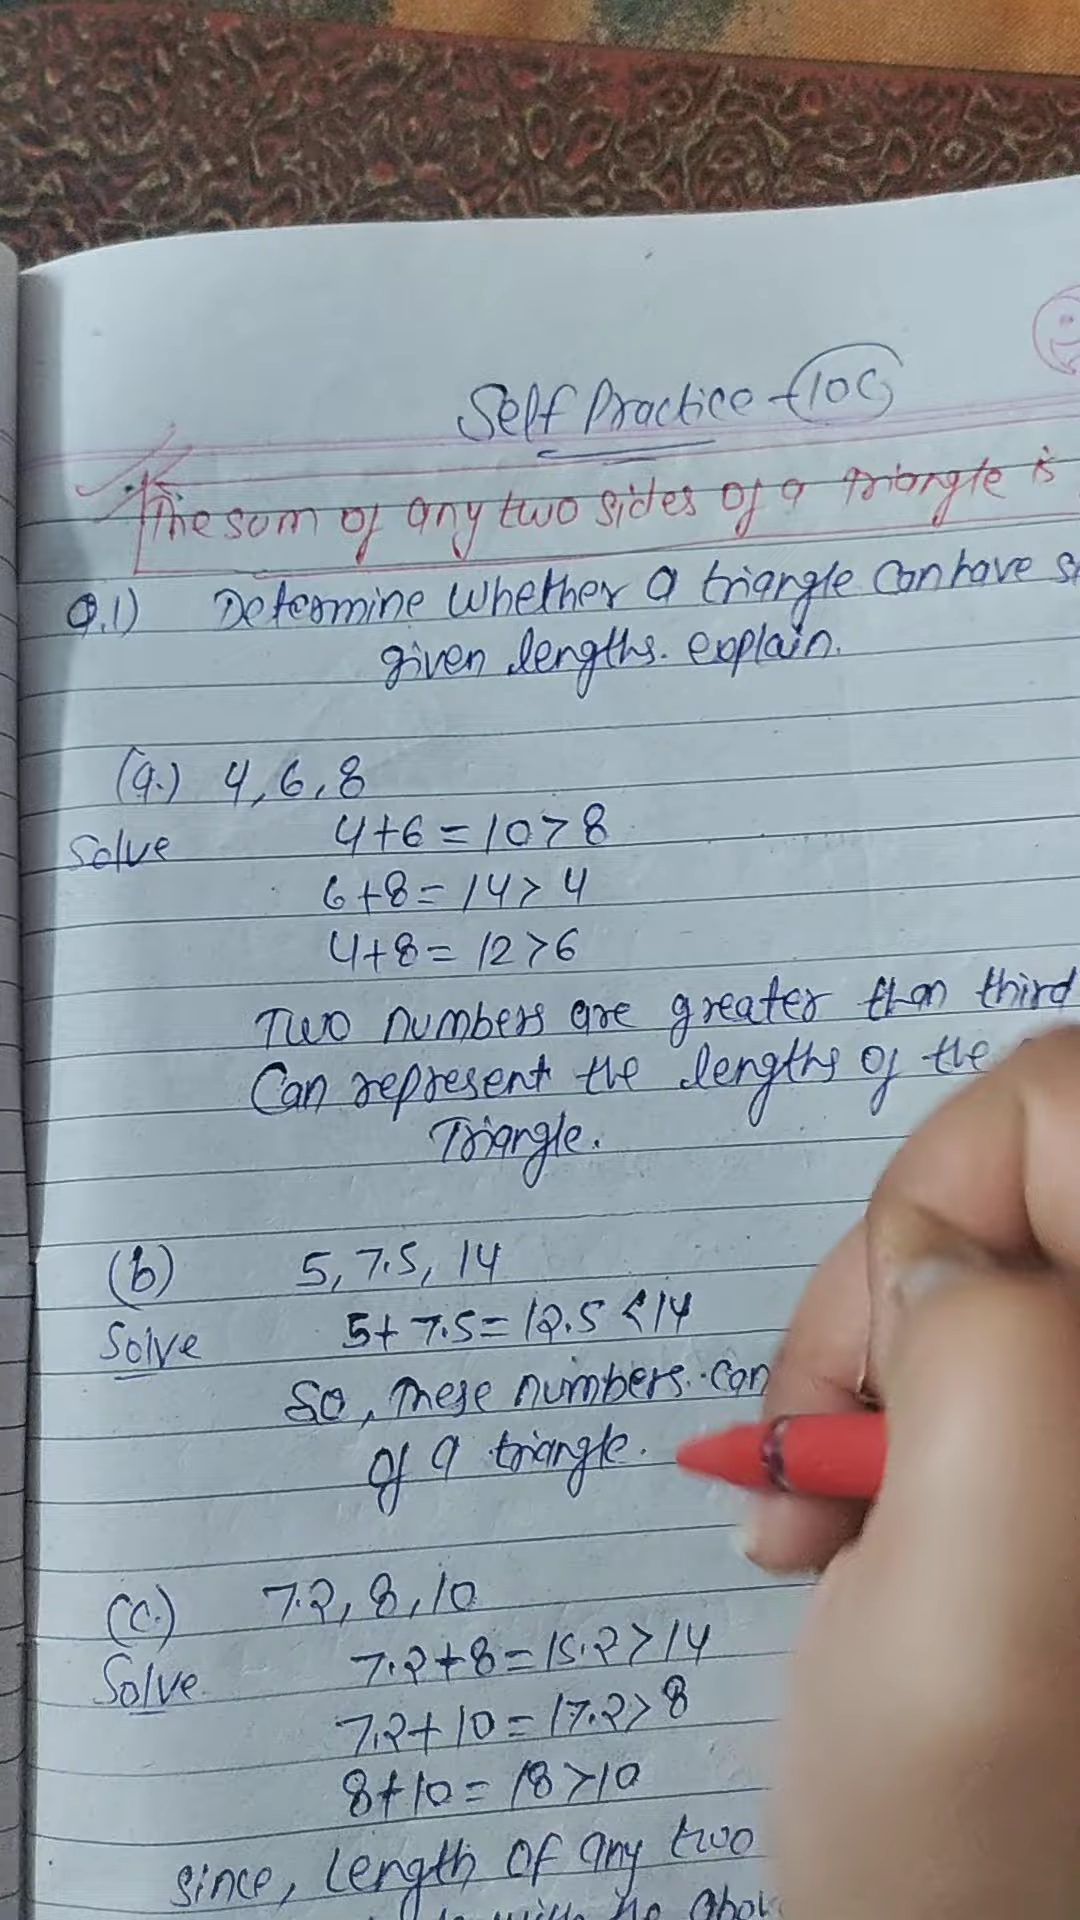 Self Practice - 10C
The sum of any two sides of a triangle is
Q.1) Determine whether a triangle can have
given lengths. explain.
(a.) 4, 6, 8
Solve 4+6 = 10 > 8
6+8 = 14 > 4
4+8 = 12 > 6
Two numbers are greater than third
Can represent the lengths of the
Triangle.
(b) 5, 7.5, 14
Solve 5+7.5 = 12.5 < 14
So, these numbers can
of a triangle.
(c.) 7.2, 8, 10
Solve 7.2+8 = 15.2 > 14
7.2+10 = 17.2 > 8
8+10 = 18 > 10
since, length of any two